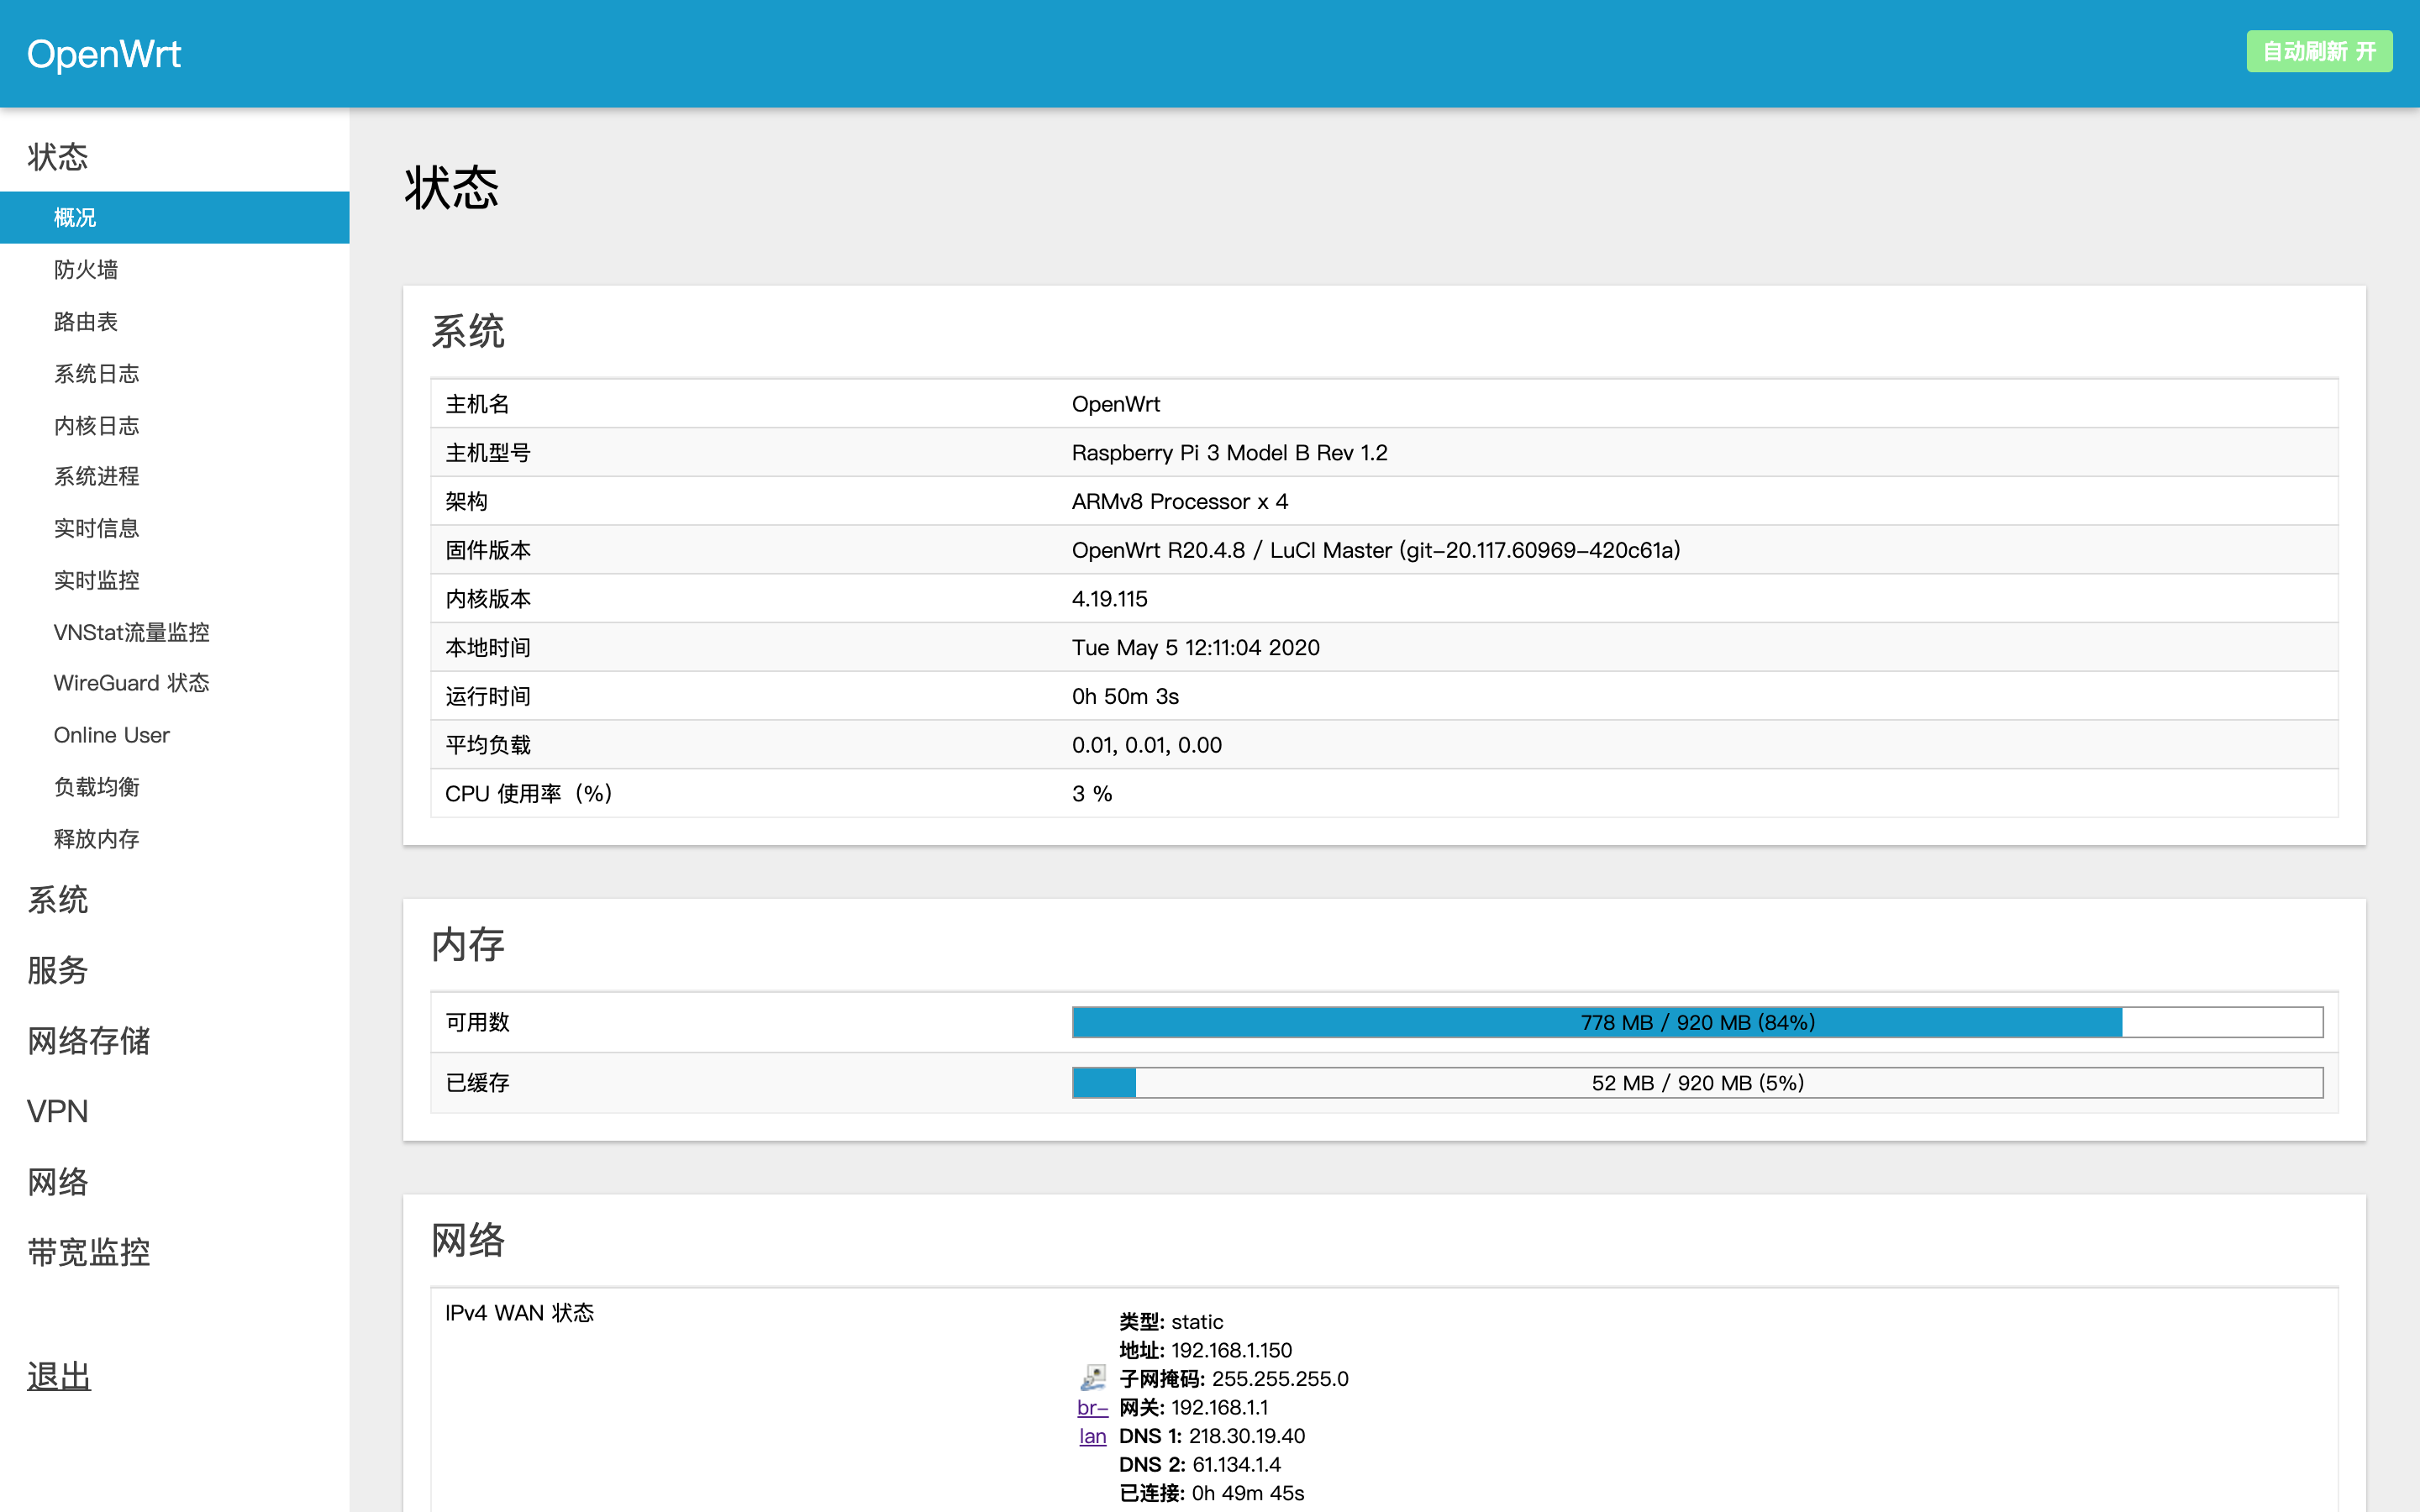 OpenWrt
自动刷新 开
状态
概况
防火墙
路由表
系统日志
内核日志
系统进程
实时信息
实时监控
VNStat流量监控
WireGuard 状态
Online User
负载均衡
释放内存
系统
服务
网络存储
VPN
网络
带宽监控
退出
状态
系统
主机名 OpenWrt
主机型号 Raspberry Pi 3 Model B Rev 1.2
架构 ARMv8 Processor x 4
固件版本 OpenWrt R20.4.8 / LuCI Master (git-20.117.60969-420c61a)
内核版本 4.19.115
本地时间 Tue May 5 12:11:04 2020
运行时间 0h 50m 3s
平均负载 0.01, 0.01, 0.00
CPU 使用率（%） 3 %
内存
可用数 778 MB / 920 MB (84%)
已缓存 52 MB / 920 MB (5%)
网络
IPv4 WAN 状态
br-
lan
类型: static
地址: 192.168.1.150
子网掩码: 255.255.255.0
网关: 192.168.1.1
DNS 1: 218.30.19.40
DNS 2: 61.134.1.4
已连接: 0h 49m 45s